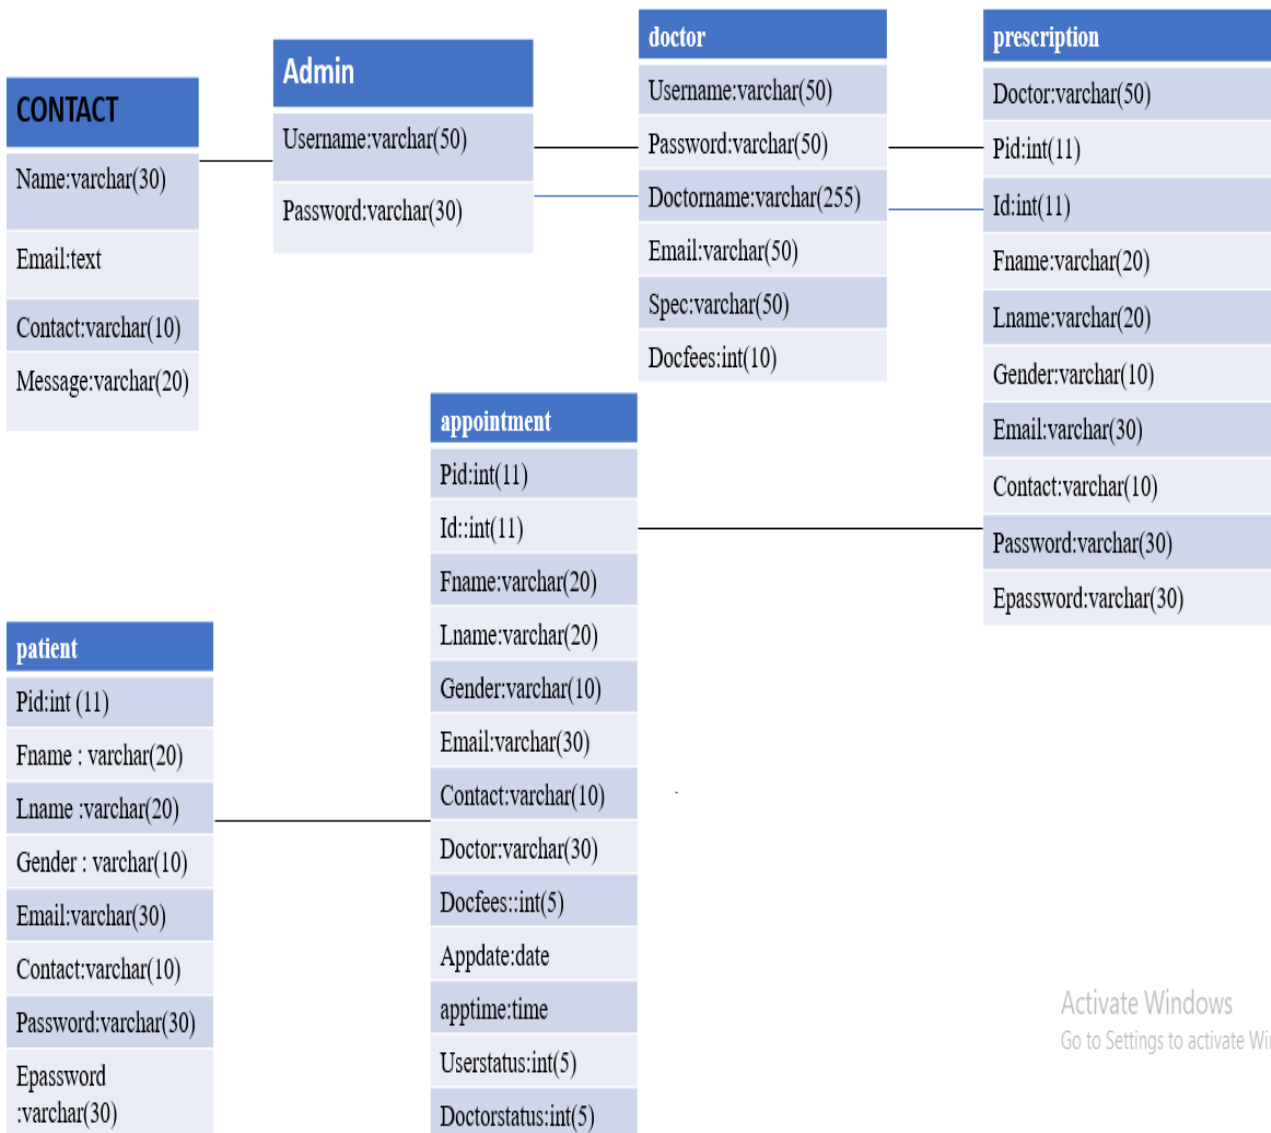 CONTACT
Name:varchar(30)
Email:text
Contact:varchar(10)
Message:varchar(20)
Admin
Username:varchar(50)
Password:varchar(30)
doctor
Username:varchar(50)
Password:varchar(50)
Doctorname:varchar(255)
Email:varchar(50)
Spec:varchar(50)
Docfees:int(10)
prescription
Doctor:varchar(50)
Pid:int(11)
Id:int(11)
Fname:varchar(20)
Lname:varchar(20)
Gender:varchar(10)
Email:varchar(30)
Contact:varchar(10)
Password:varchar(30)
Epassword:varchar(30)
appointment
Pid:int(11)
Id::int(11)
Fname:varchar(20)
Lname:varchar(20)
Gender:varchar(10)
Email:varchar(30)
Contact:varchar(10)
Doctor:varchar(30)
Docfees::int(5)
Appdate:date
apptime:time
Userstatus:int(5)
Doctorstatus:int(5)
patient
Pid:int (11)
Fname : varchar(20)
Lname :varchar(20)
Gender : varchar(10)
Email:varchar(30)
Contact:varchar(10)
Password:varchar(30)
Epassword
:varchar(30)
Activate Windows
Go to Settings to activate